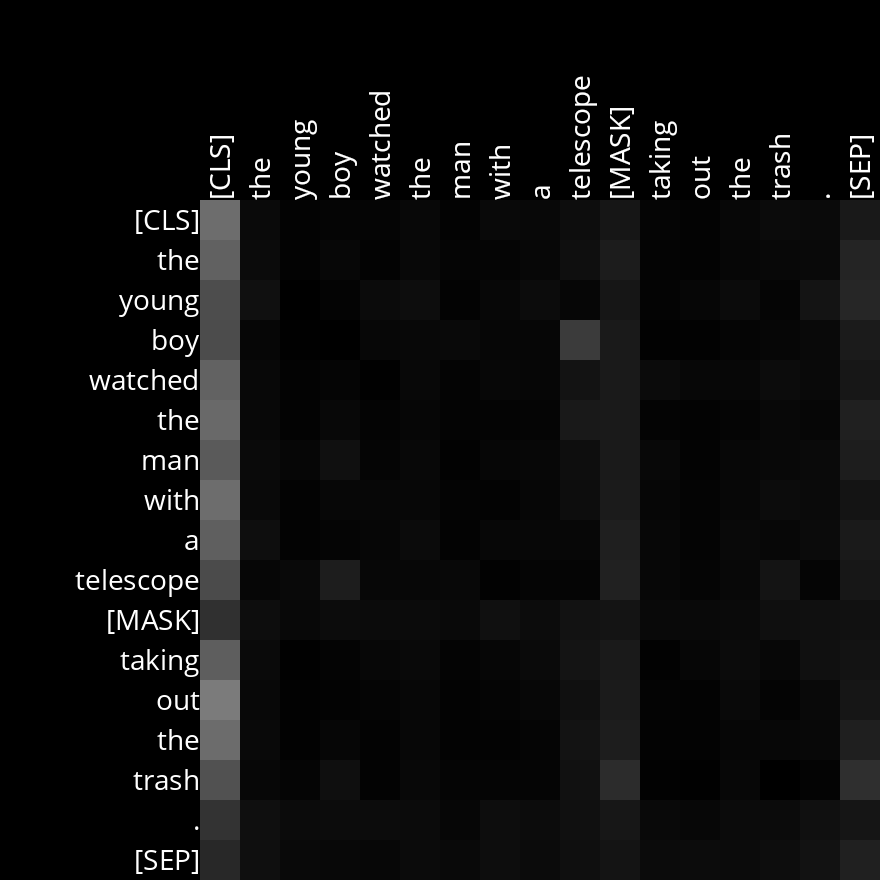 [CLS] the young boy watched the man with a telescope [MASK] taking out the trash . [SEP]
[CLS]
the
young
boy
watched
the
man
with
a
telescope
[MASK]
taking
out
the
trash
.
[SEP]